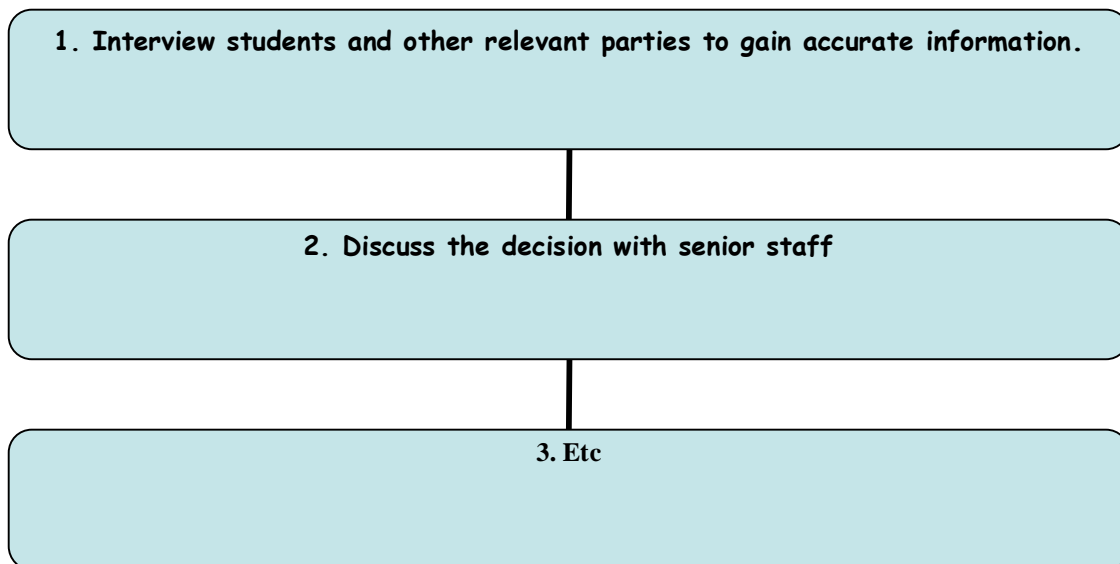 1. Interview students and other relevant parties to gain accurate information.
2. Discuss the decision with senior staff
3. Etc